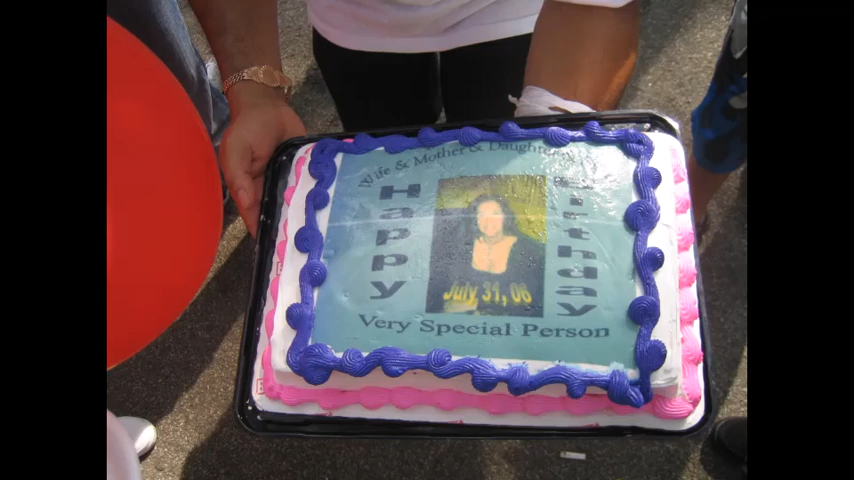 Wife & Mother & Daughter
Happy
Birthday
July 31, 06
Very Special Person